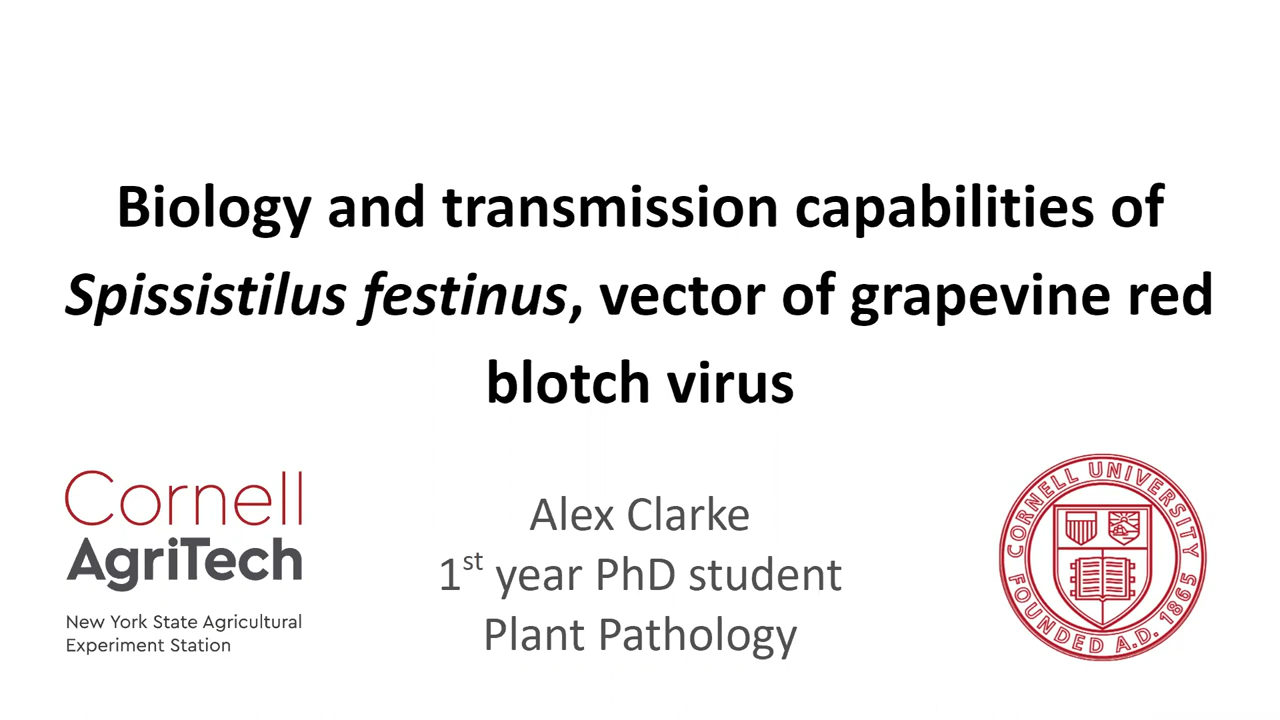 Biology and transmission capabilities of
Spissistilus festinus, vector of grapevine red
blotch virus
Cornell
AgriTech
New York State Agricultural
Experiment Station
Alex Clarke
1st year PhD student
Plant Pathology
CORNELL UNIVERSITY
FOUNDED A.D. 1865